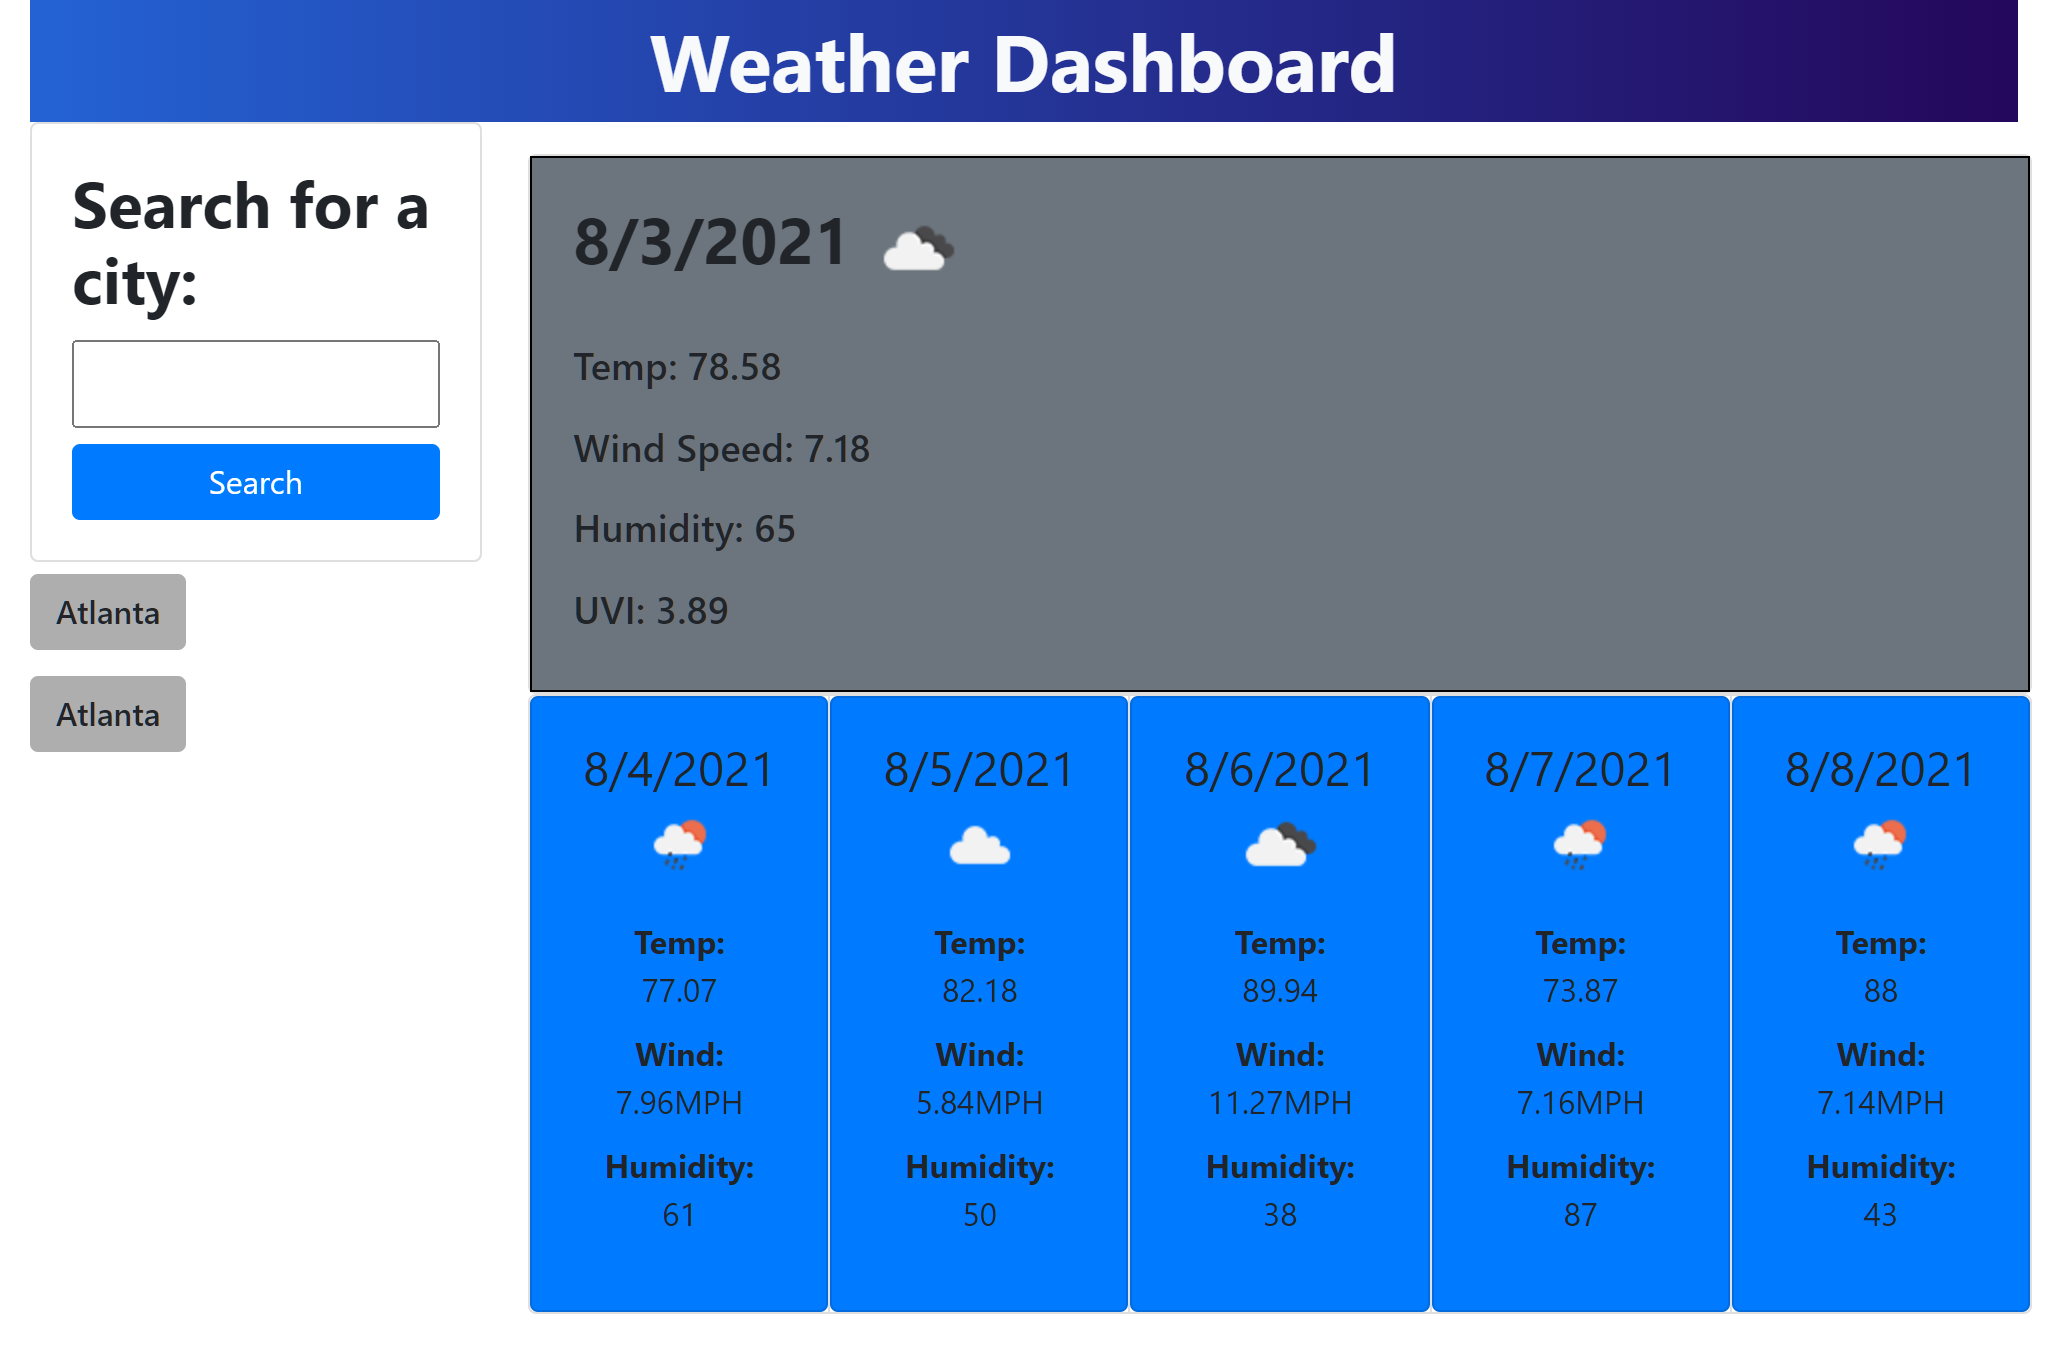 Weather Dashboard
Search for a
city:
Search
Atlanta
Atlanta
8/3/2021
Temp: 78.58
Wind Speed: 7.18
Humidity: 65
UVI: 3.89
8/4/2021
Temp:
77.07
Wind:
7.96MPH
Humidity:
61
8/5/2021
Temp:
82.18
Wind:
5.84MPH
Humidity:
50
8/6/2021
Temp:
89.94
Wind:
11.27MPH
Humidity:
38
8/7/2021
Temp:
73.87
Wind:
7.16MPH
Humidity:
87
8/8/2021
Temp:
88
Wind:
7.14MPH
Humidity:
43